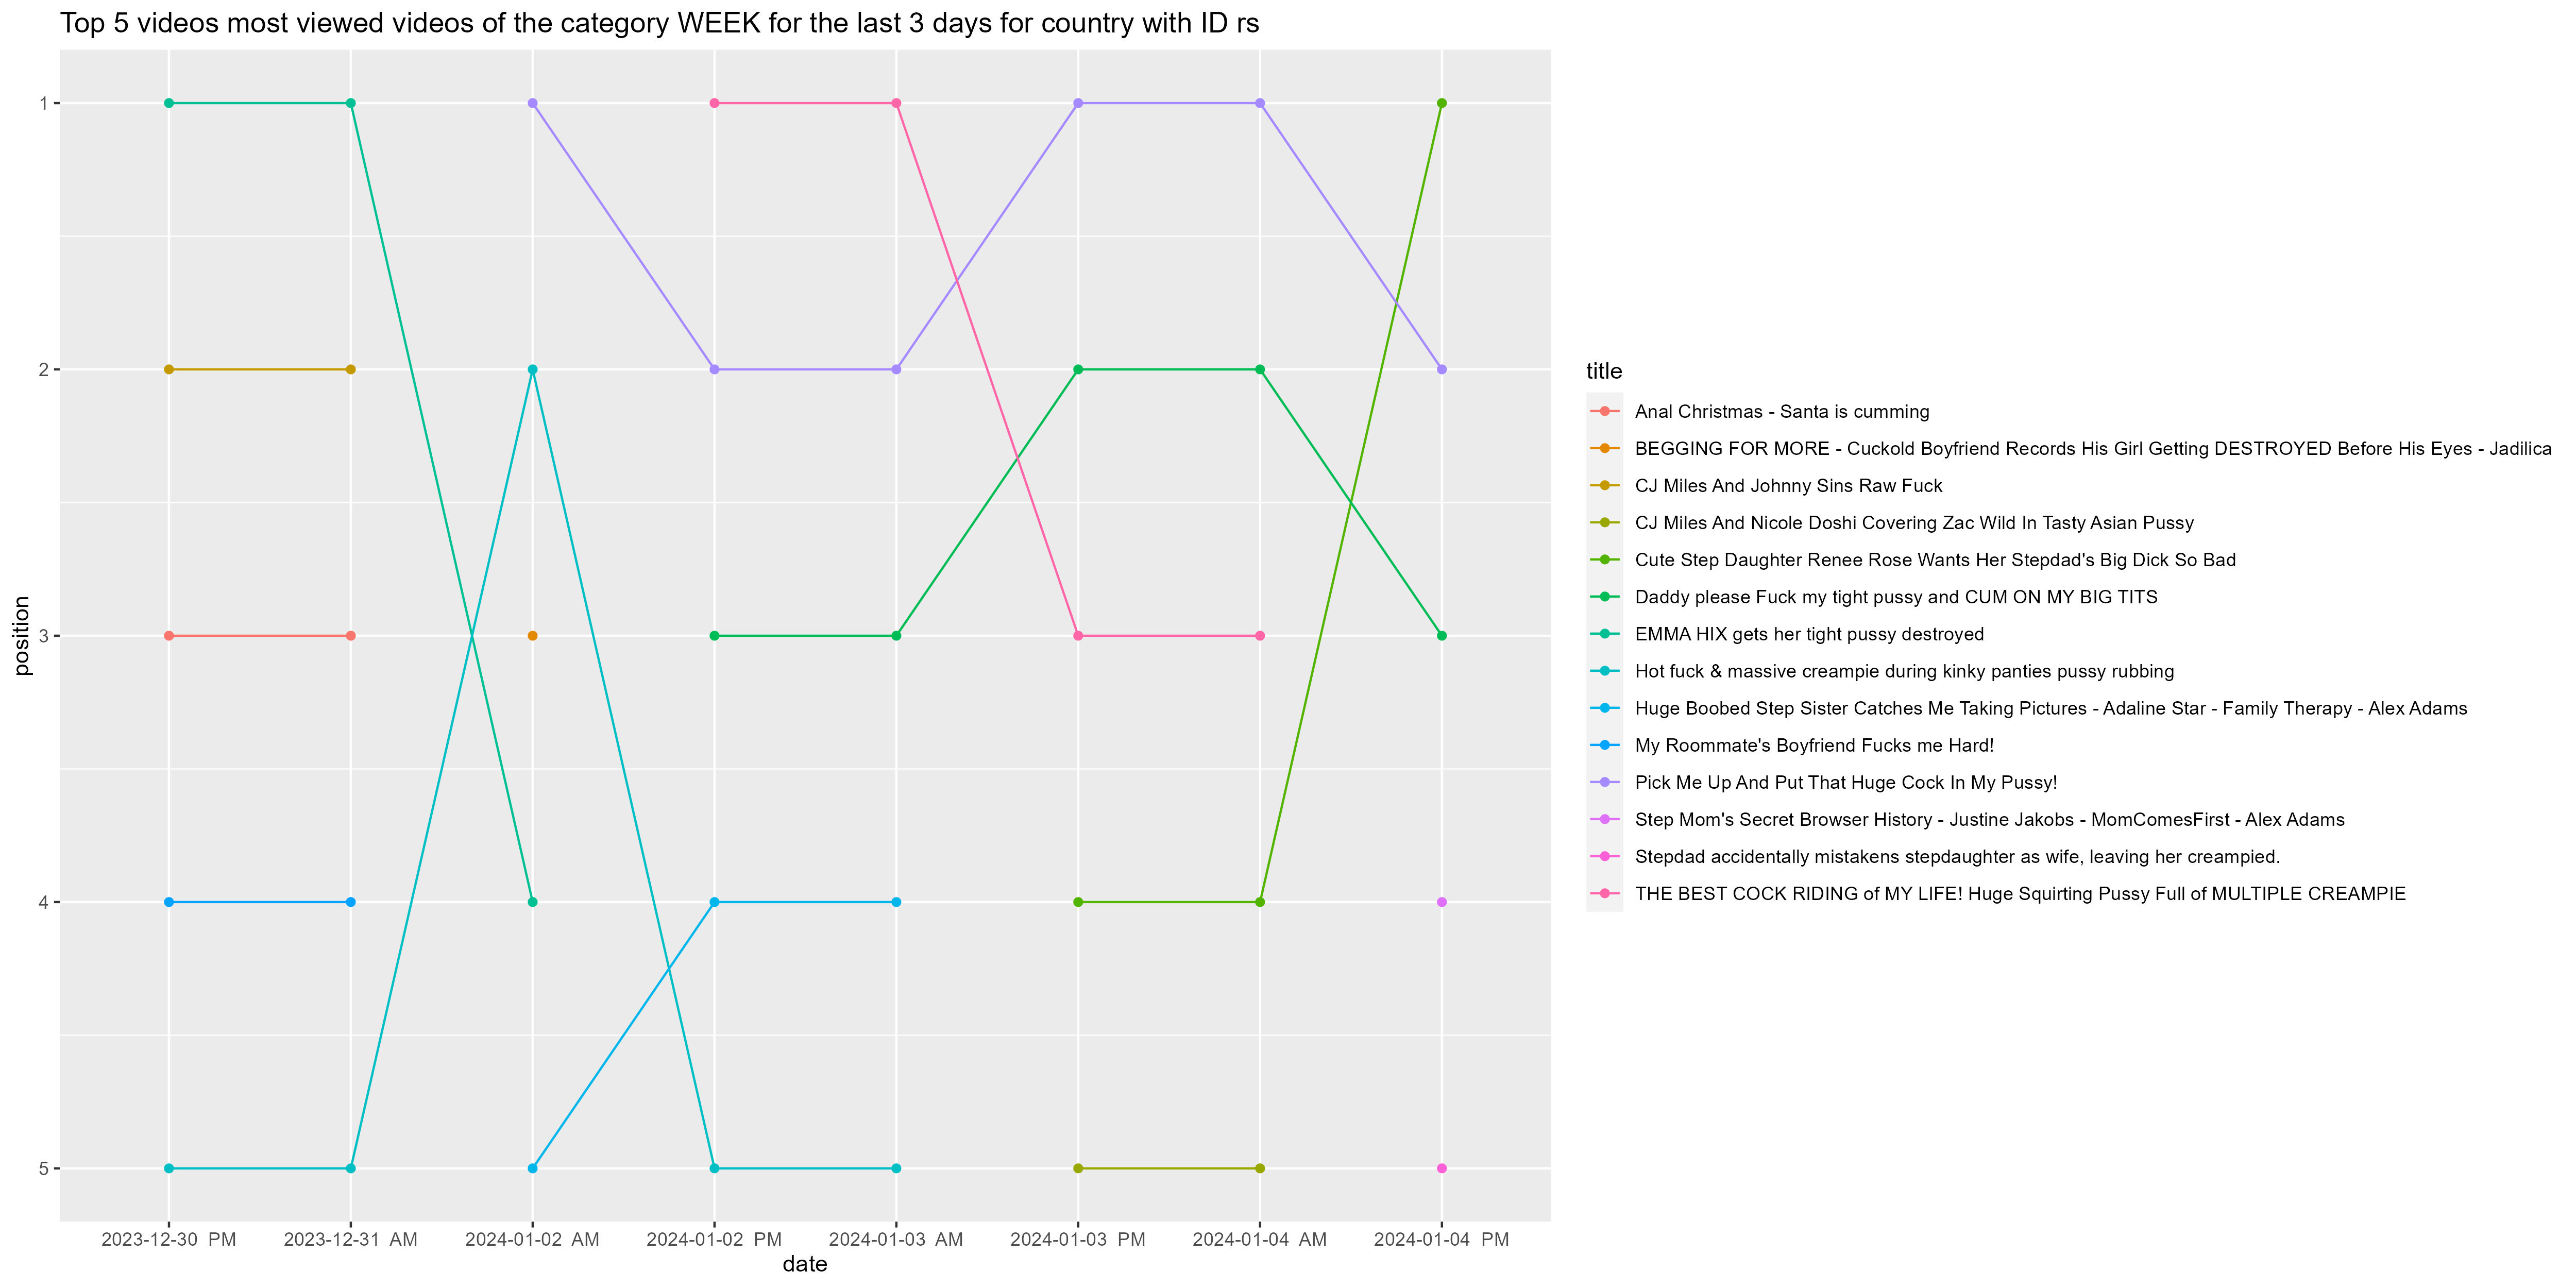 Top 5 videos most viewed videos of the category WEEK for the last 3 days for country with ID rs
position
1
2
3
4
5
2023-12-30 PM
2023-12-31 AM
2024-01-02 AM
2024-01-02 PM
2024-01-03 AM
2024-01-03 PM
2024-01-04 AM
2024-01-04 PM
date
title
Anal Christmas - Santa is cumming
BEGGING FOR MORE - Cuckold Boyfriend Records His Girl Getting DESTROYED Before His Eyes - Jadilica
CJ Miles And Johnny Sins Raw Fuck
CJ Miles And Nicole Doshi Covering Zac Wild In Tasty Asian Pussy
Cute Step Daughter Renee Rose Wants Her Stepdad's Big Dick So Bad
Daddy please Fuck my tight pussy and CUM ON MY BIG TITS
EMMA HIX gets her tight pussy destroyed
Hot fuck & massive creampie during kinky panties pussy rubbing
Huge Boobed Step Sister Catches Me Taking Pictures - Adaline Star - Family Therapy - Alex Adams
My Roommate's Boyfriend Fucks me Hard!
Pick Me Up And Put That Huge Cock In My Pussy!
Step Mom's Secret Browser History - Justine Jakobs - MomComesFirst - Alex Adams
Stepdad accidentally mistakens stepdaughter as wife, leaving her creampied.
THE BEST COCK RIDING of MY LIFE! Huge Squirting Pussy Full of MULTIPLE CREAMPIE